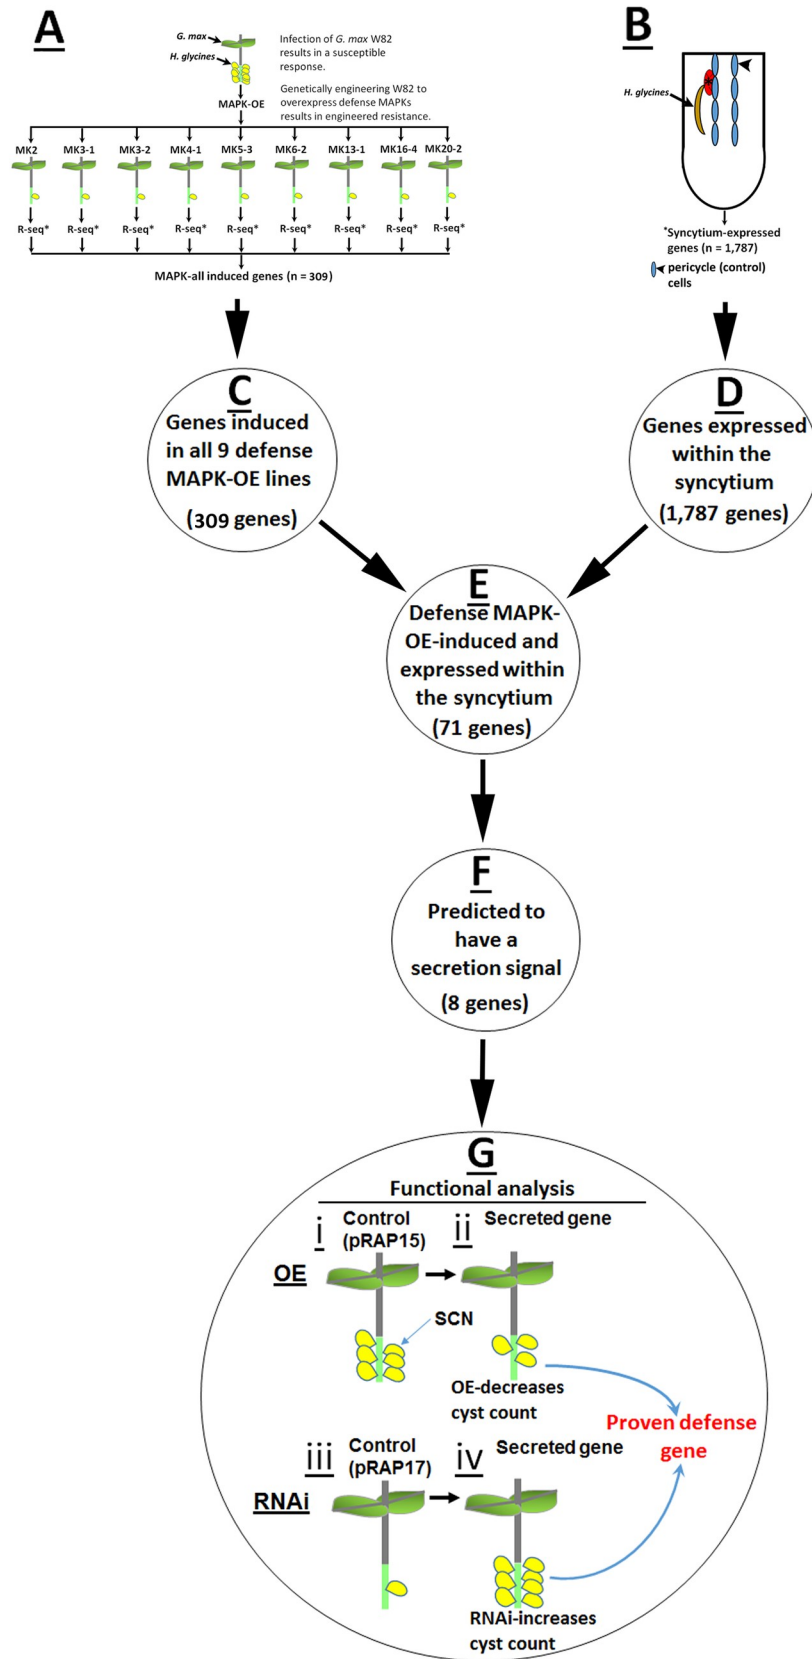 A
G. max
H. glycines
Infection of G. max W82
results in a susceptible
response.
Genetically engineering W82 to
overexpress defense MAPKs
results in engineered resistance.
MAPK-OE
MK2 MK3-1 MK3-2 MK4-1 MK5-3 MK6-2 MK13-1 MK16-4 MK20-2
R-seq* R-seq* R-seq* R-seq* R-seq* R-seq* R-seq* R-seq* R-seq*
MAPK-all induced genes (n = 309)
B
H. glycines
*
*Syncytium-expressed
genes (n = 1,787)
pericycle (control)
cells
C
Genes induced
in all 9 defense
MAPK-OE lines
(309 genes)
D
Genes expressed
within the
syncytium
(1,787 genes)
E
Defense MAPK-
OE-induced and
expressed within
the syncytium
(71 genes)
F
Predicted to
have a
secretion signal
(8 genes)
G
Functional analysis
i Control
(pRAP15)
ii Secreted gene
OE
SCN
OE-decreases
cyst count
Proven defense
gene
iii Control
(pRAP17)
iv Secreted gene
RNAi
RNAi-increases
cyst count